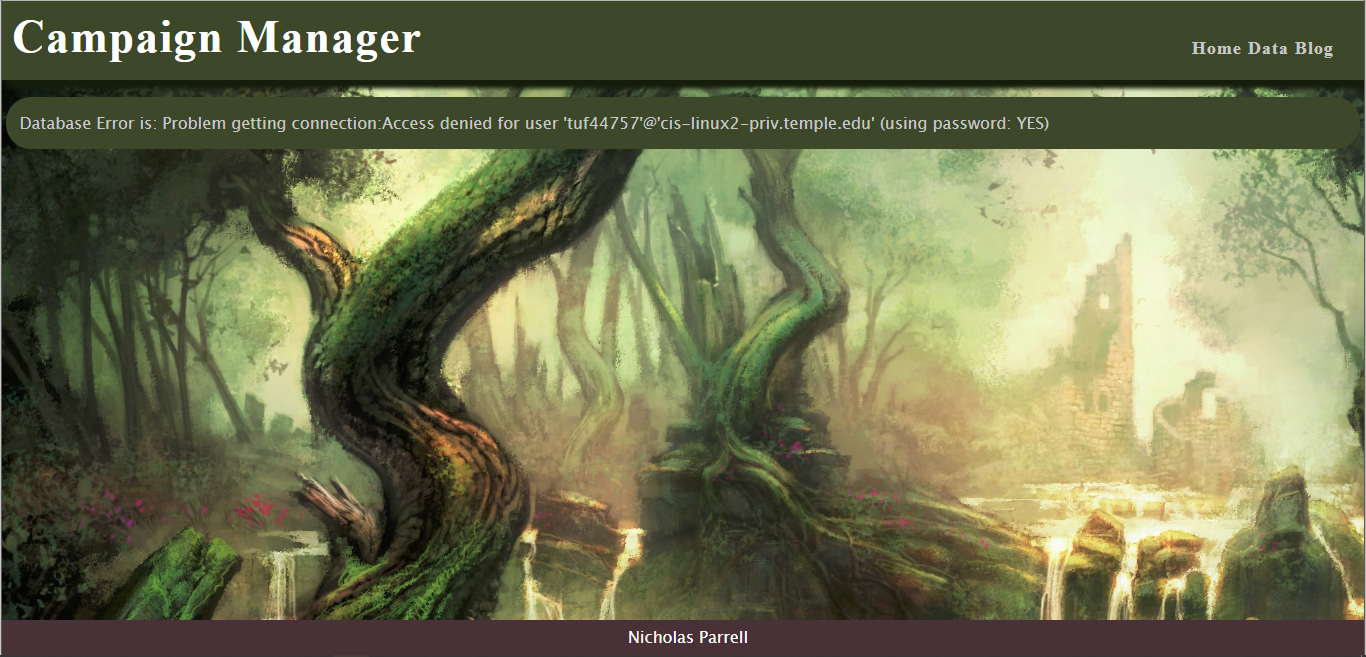 Campaign Manager
Home Data Blog
Database Error is: Problem getting connection:Access denied for user 'tuf44757'@'cis-linux2-priv.temple.edu' (using password: YES)
Nicholas Parrell